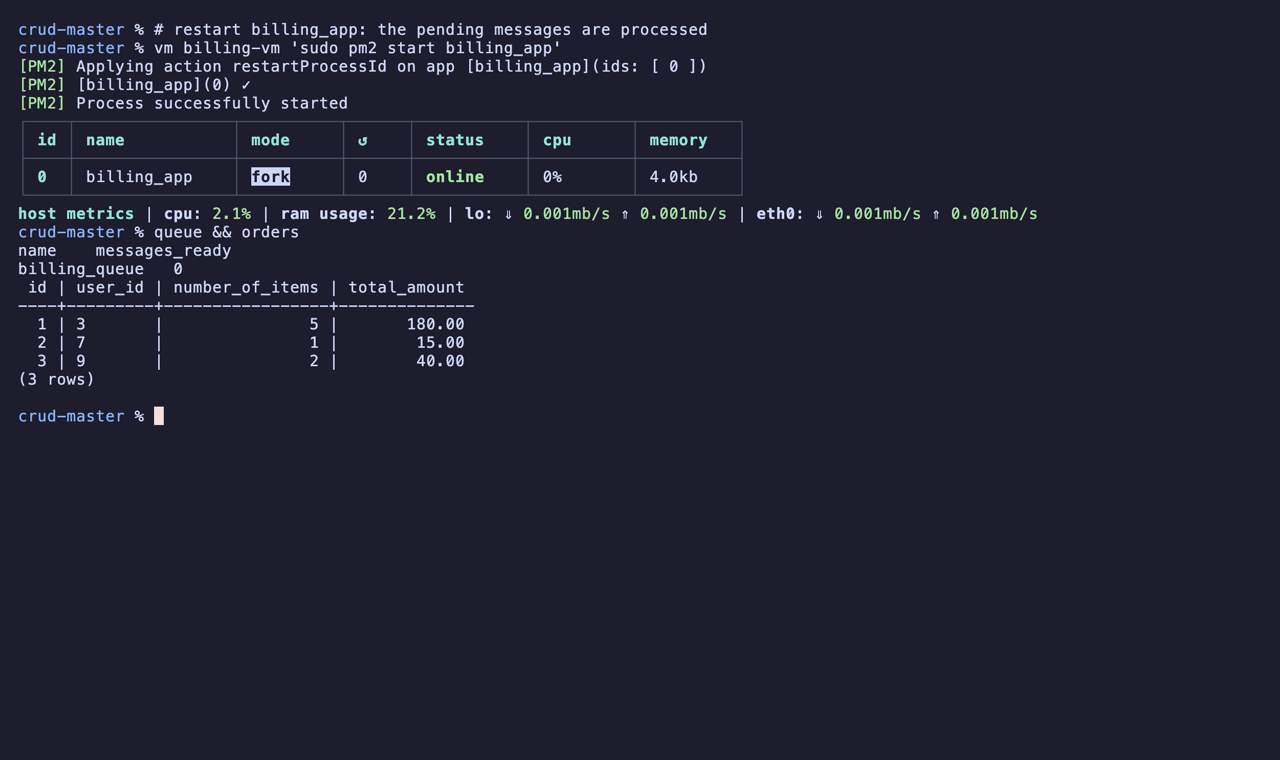 crud-master % # restart billing_app: the pending messages are processed
crud-master % vm billing-vm 'sudo pm2 start billing_app'
[PM2] Applying action restartProcessId on app [billing_app](ids: [ 0 ])
[PM2] [billing_app](0) ✓
[PM2] Process successfully started
│ id │ name │ mode │ ↺ │ status │ cpu │ memory │
│ 0 │ billing_app │ fork │ 0 │ online │ 0% │ 4.0kb │
host metrics | cpu: 2.1% | ram usage: 21.2% | lo: ⇓ 0.001mb/s ⇑ 0.001mb/s | eth0: ⇓ 0.001mb/s ⇑ 0.001mb/s
crud-master % queue && orders
name    messages_ready
billing_queue   0
 id | user_id | number_of_items | total_amount
----+---------+-----------------+--------------
  1 | 3       |               5 |       180.00
  2 | 7       |               1 |        15.00
  3 | 9       |               2 |        40.00
(3 rows)
crud-master %